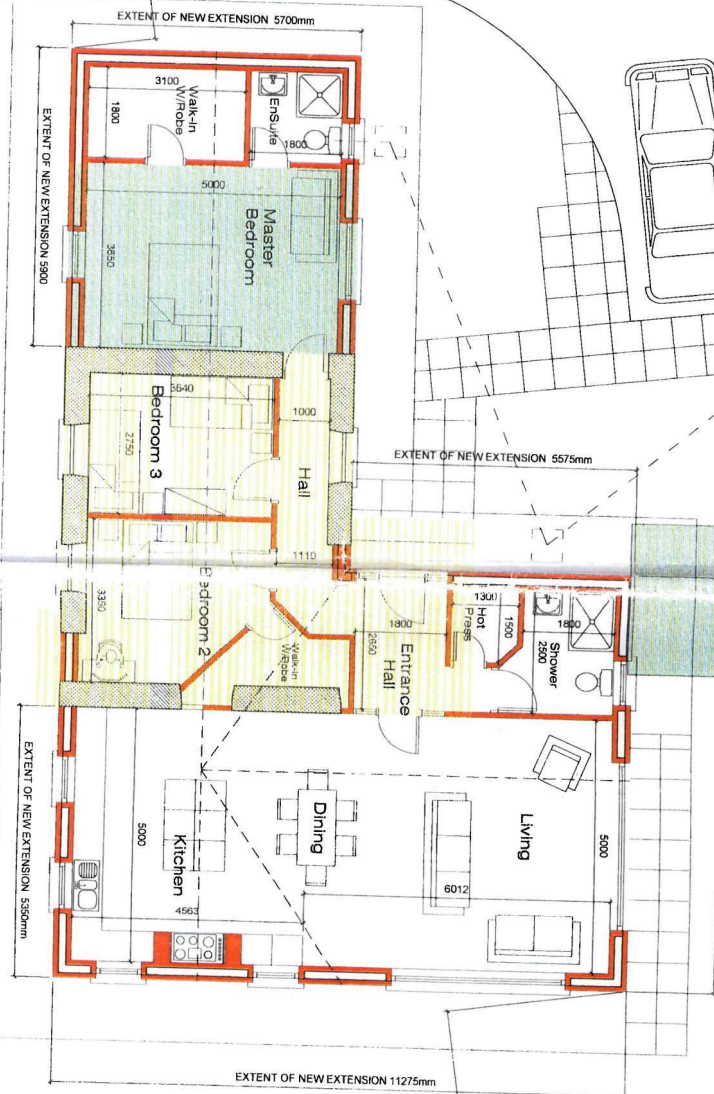 EXTENT OF NEW EXTENSION 5700mm
3100
Walk-In
W/Robe
1800
EnSuite
1800
EXTENT OF NEW EXTENSION 5900
5000
Master
Bedroom
3650
3640
Bedroom 3
2750
1000
Hall
EXTENT OF NEW EXTENSION 5575mm
1110
Bedroom 2
3350
Walk-In
W/Robe
1800
2650
Entrance
Hall
1300
Hot
Press
1500
1800
Shower
2500
EXTENT OF NEW EXTENSION 5350mm
5000
Kitchen
4563
Dining
Living
5000
6012
EXTENT OF NEW EXTENSION 11275mm